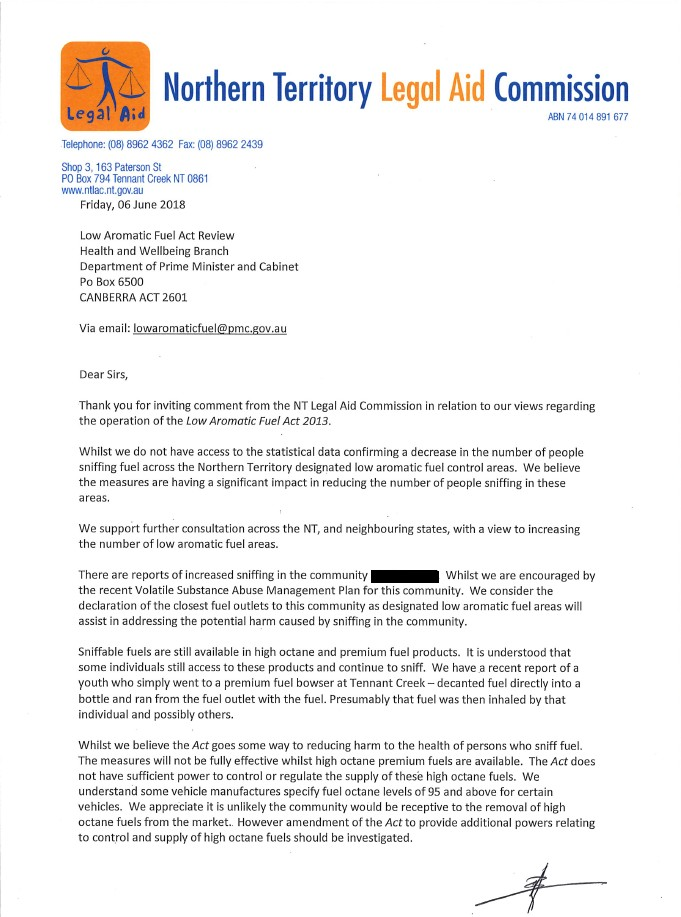 Legal Aid
Northern Territory Legal Aid Commission
ABN 74 014 891 677
Telephone: (08) 8962 4362 Fax: (08) 8962 2439
Shop 3, 163 Paterson St
PO Box 794 Tennant Creek NT 0861
www.ntlac.nt.gov.au
Friday, 06 June 2018
Low Aromatic Fuel Act Review
Health and Wellbeing Branch
Department of Prime Minister and Cabinet
Po Box 6500
CANBERRA ACT 2601
Via email: lowaromaticfuel@pmc.gov.au
Dear Sirs,
Thank you for inviting comment from the NT Legal Aid Commission in relation to our views regarding
the operation of the Low Aromatic Fuel Act 2013.
Whilst we do not have access to the statistical data confirming a decrease in the number of people
sniffing fuel across the Northern Territory designated low aromatic fuel control areas. We believe
the measures are having a significant impact in reducing the number of people sniffing in these
areas.
We support further consultation across the NT, and neighbouring states, with a view to increasing
the number of low aromatic fuel areas.
There are reports of increased sniffing in the community Whilst we are encouraged by
the recent Volatile Substance Abuse Management Plan for this community. We consider the
declaration of the closest fuel outlets to this community as designated low aromatic fuel areas will
assist in addressing the potential harm caused by sniffing in the community.
Sniffable fuels are still available in high octane and premium fuel products. It is understood that
some individuals still access to these products and continue to sniff. We have a recent report of a
youth who simply went to a premium fuel bowser at Tennant Creek – decanted fuel directly into a
bottle and ran from the fuel outlet with the fuel. Presumably that fuel was then inhaled by that
individual and possibly others.
Whilst we believe the Act goes some way to reducing harm to the health of persons who sniff fuel.
The measures will not be fully effective whilst high octane premium fuels are available. The Act does
not have sufficient power to control or regulate the supply of these high octane fuels. We
understand some vehicle manufactures specify fuel octane levels of 95 and above for certain
vehicles. We appreciate it is unlikely the community would be receptive to the removal of high
octane fuels from the market. However amendment of the Act to provide additional powers relating
to control and supply of high octane fuels should be investigated.